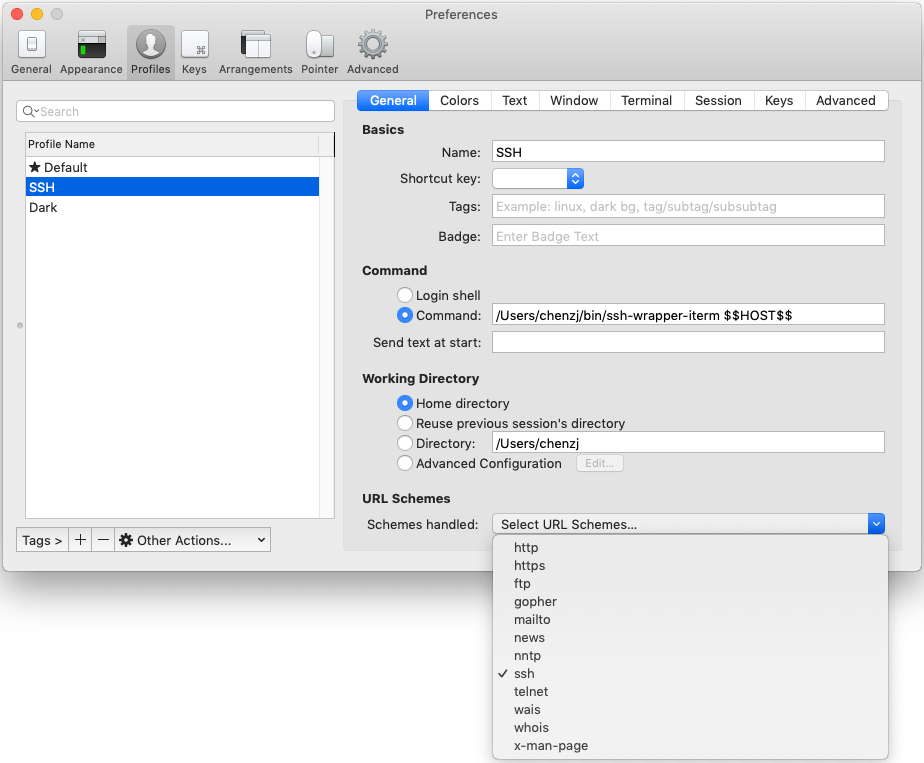 Preferences
General Appearance Profiles Keys Arrangements Pointer Advanced
Search
Profile Name
★ Default
SSH
Dark
Tags > + − Other Actions...
General Colors Text Window Terminal Session Keys Advanced
Basics
Name: SSH
Shortcut key:
Tags: Example: linux, dark bg, tag/subtag/subsubtag
Badge: Enter Badge Text
Command
Login shell
Command: /Users/chenzj/bin/ssh-wrapper-iterm $$HOST$$
Send text at start:
Working Directory
Home directory
Reuse previous session's directory
Directory: /Users/chenzj
Advanced Configuration Edit...
URL Schemes
Schemes handled: Select URL Schemes...
http
https
ftp
gopher
mailto
news
nntp
✓ ssh
telnet
wais
whois
x-man-page